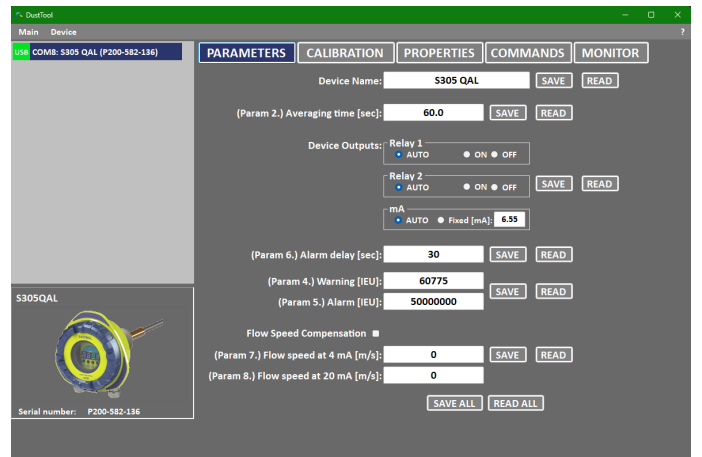 DustTool
Main Device ?
USB COM8: S305 QAL (P200-582-136)
PARAMETERS CALIBRATION PROPERTIES COMMANDS MONITOR
Device Name: S305 QAL SAVE READ
(Param 2.) Averaging time [sec]: 60.0 SAVE READ
Device Outputs: Relay 1
AUTO ON OFF
Relay 2
AUTO ON OFF SAVE READ
mA
AUTO Fixed [mA]: 6.55
(Param 6.) Alarm delay [sec]: 30 SAVE READ
(Param 4.) Warning [IEU]: 60775
SAVE READ
(Param 5.) Alarm [IEU]: 50000000
Flow Speed Compensation
(Param 7.) Flow speed at 4 mA [m/s]: 0 SAVE READ
(Param 8.) Flow speed at 20 mA [m/s]: 0
SAVE ALL READ ALL
S305QAL
Serial number: P200-582-136